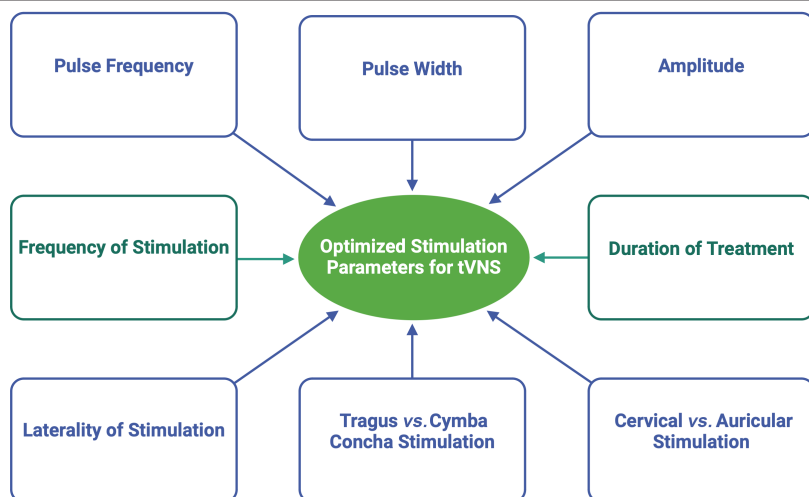 Pulse Frequency
Pulse Width
Amplitude
Frequency of Stimulation
Optimized Stimulation
Parameters for tVNS
Duration of Treatment
Laterality of Stimulation
Tragus vs. Cymba
Concha Stimulation
Cervical vs. Auricular
Stimulation